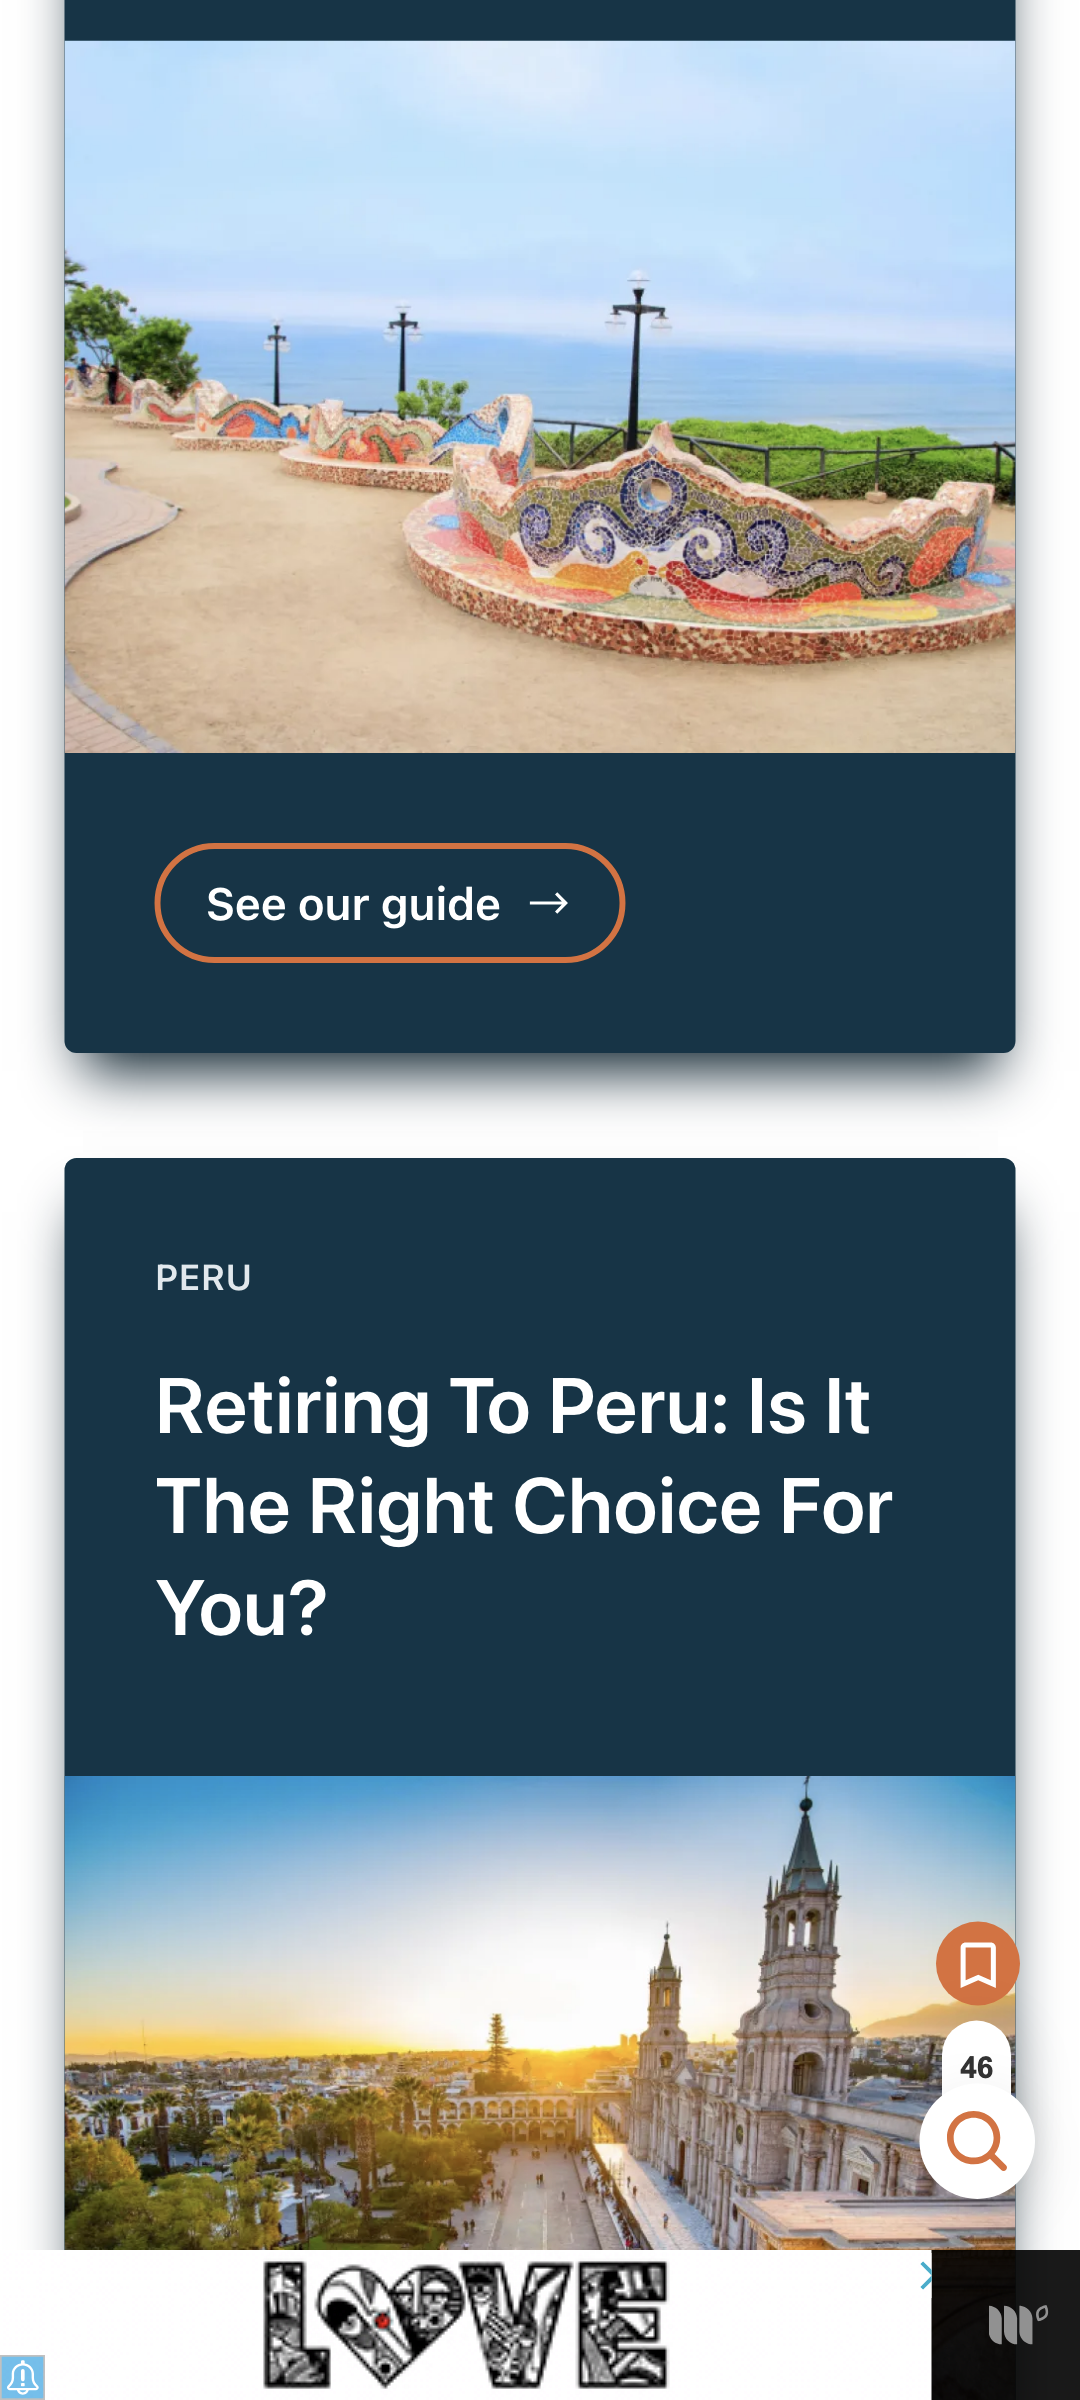 See our guide →
PERU
Retiring To Peru: Is It
The Right Choice For
You?
46
LOVE